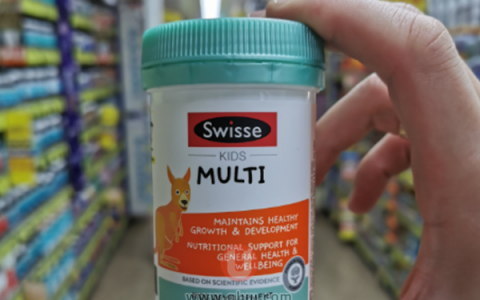 Swisse
KIDS
MULTI
MAINTAINS HEALTHY
GROWTH & DEVELOPMENT
NUTRITIONAL SUPPORT FOR
GENERAL HEALTH &
WELLBEING
BASED ON SCIENTIFIC EVIDENCE